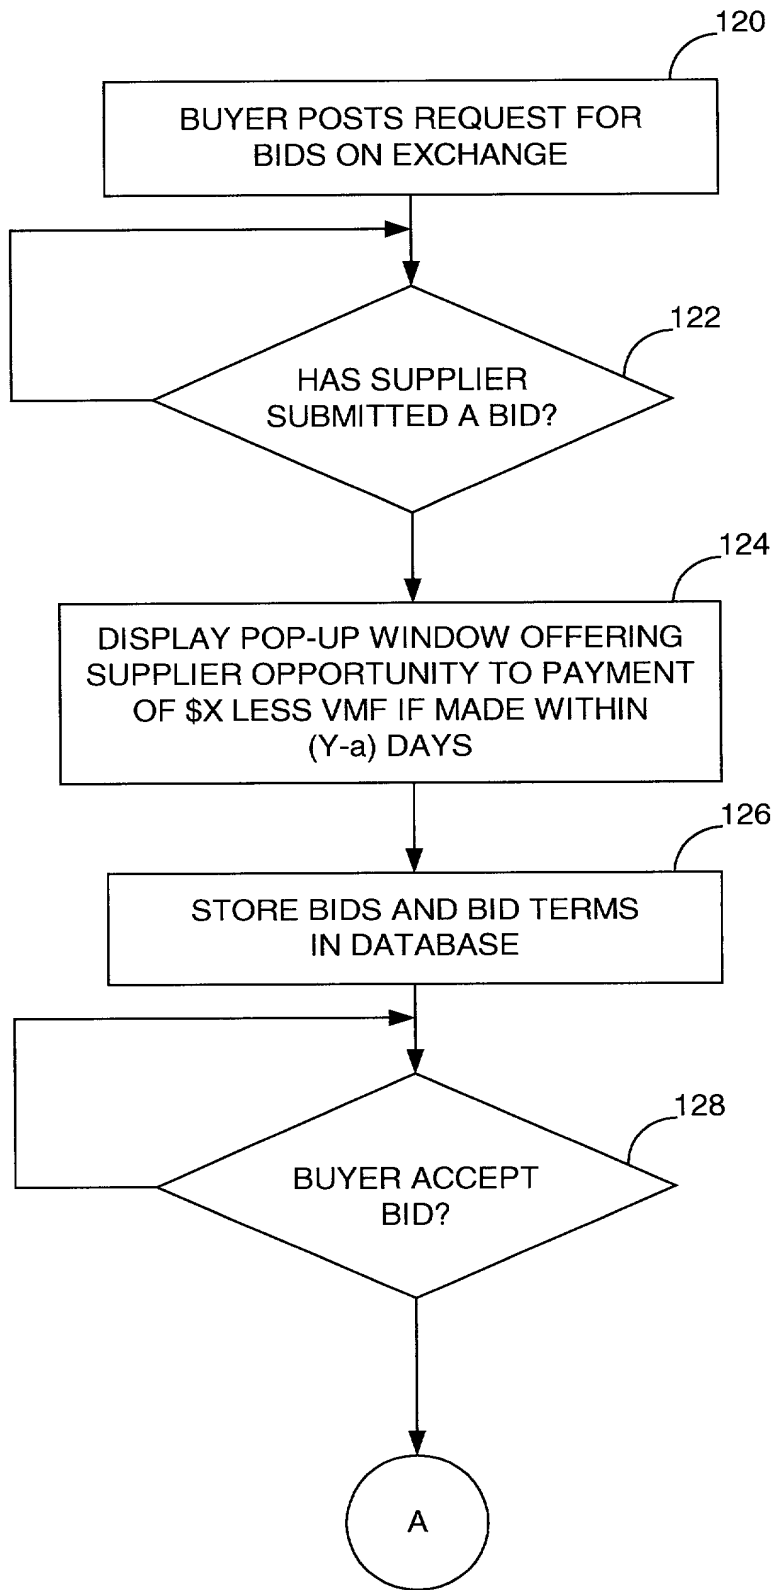 120
BUYER POSTS REQUEST FOR
BIDS ON EXCHANGE
122
HAS SUPPLIER
SUBMITTED A BID?
124
DISPLAY POP-UP WINDOW OFFERING
SUPPLIER OPPORTUNITY TO PAYMENT
OF $X LESS VMF IF MADE WITHIN
(Y-a) DAYS
126
STORE BIDS AND BID TERMS
IN DATABASE
128
BUYER ACCEPT
BID?
A